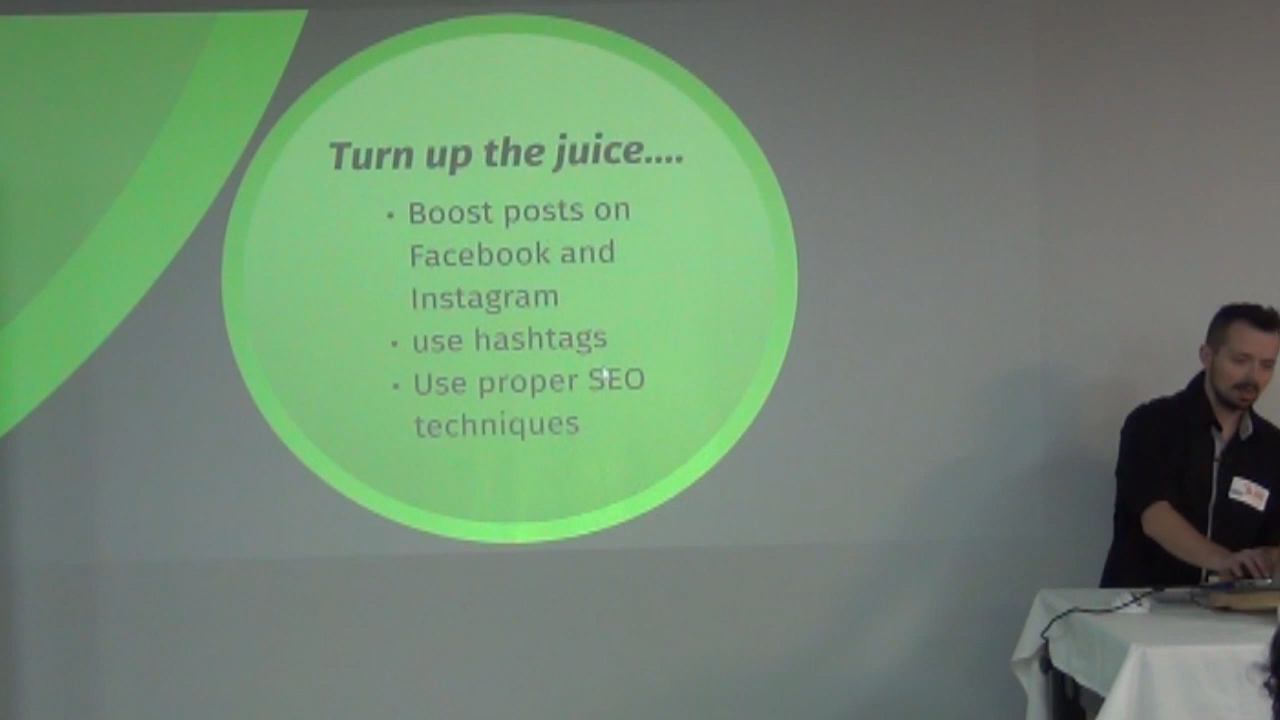 Turn up the juice....
• Boost posts on
Facebook and
Instagram
• use hashtags
• Use proper SEO
techniques